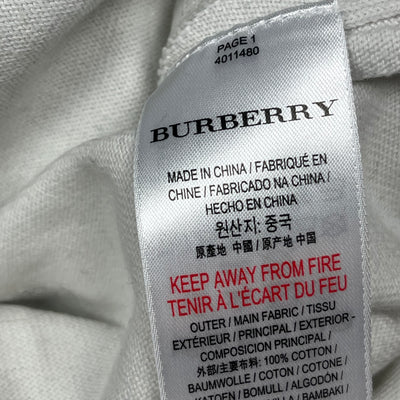 PAGE 1
4011480
BURBERRY
MADE IN CHINA / FABRIQUÉ EN
CHINE / FABRICADO NA CHINA /
HECHO EN CHINA
원산지: 중국
原產地 中國 / 原产地 中国
KEEP AWAY FROM FIRE
TENIR À L'ÉCART DU FEU
OUTER / MAIN FABRIC / TISSU
EXTÉRIEUR / PRINCIPAL / EXTERIOR -
COMPOSICION PRINCIPAL /
外部/主要布料: 100% COTTON /
BAUMWOLLE / COTON / COTONE /
KATOEN / BOMULL / ALGODÓN /
VILLA / BAMBAKI /